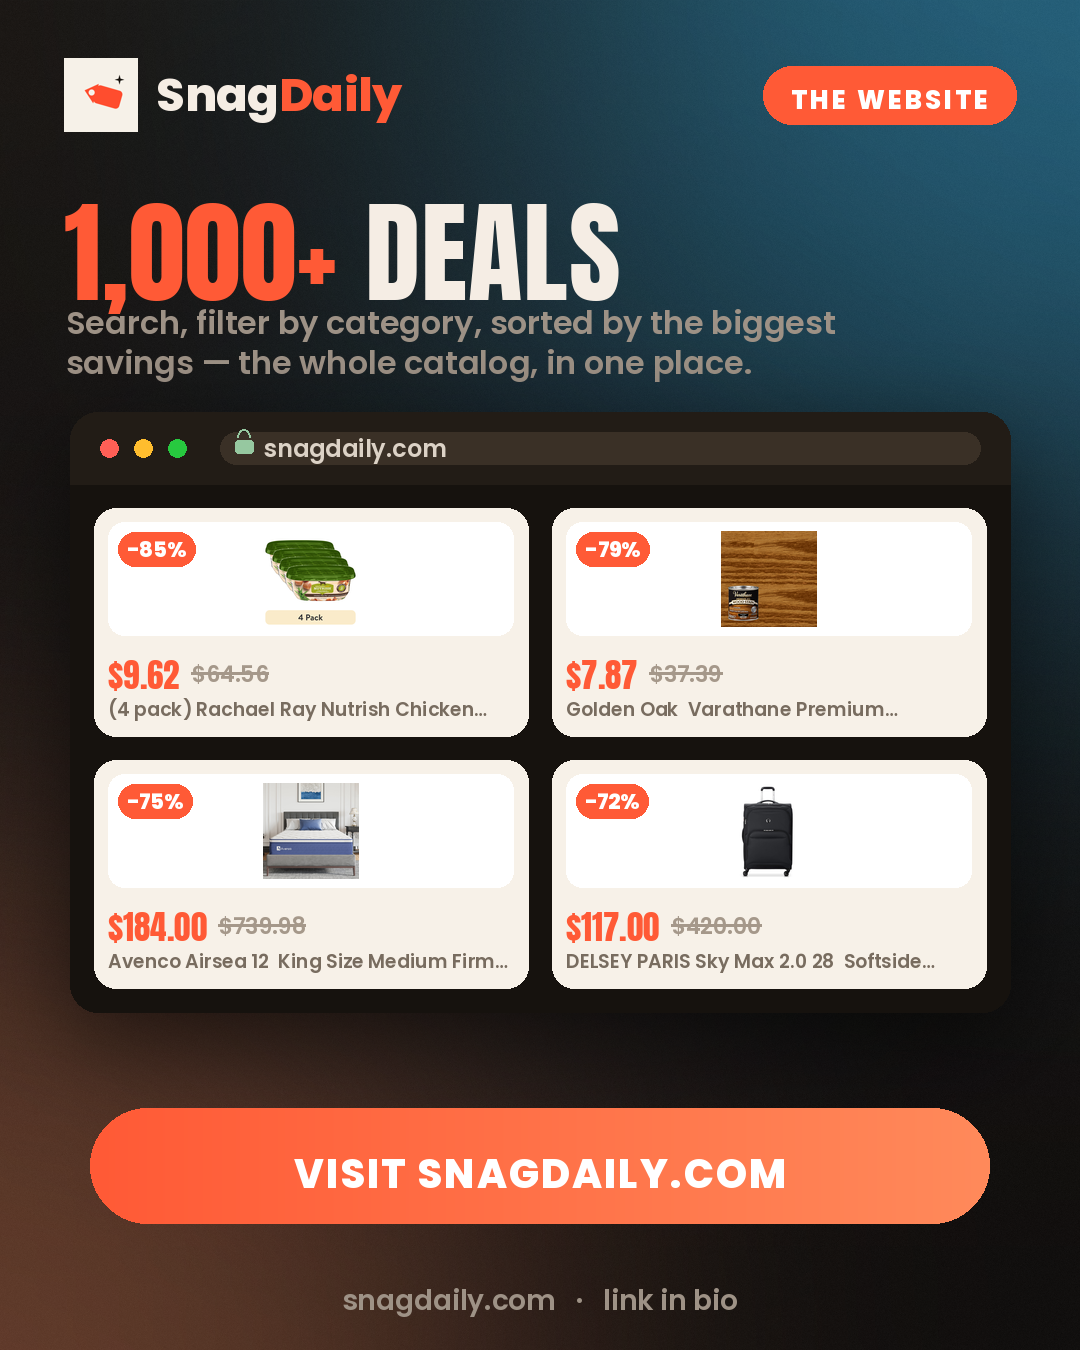 SnagDaily
THE WEBSITE
1,000+ DEALS
Search, filter by category, sorted by the biggest
savings — the whole catalog, in one place.
snagdaily.com
-85%
4 Pack
$9.62 $64.56
(4 pack) Rachael Ray Nutrish Chicken...
-79%
Varathane
$7.87 $37.39
Golden Oak Varathane Premium...
-75%
$184.00 $739.98
Avenco Airsea 12 King Size Medium Firm...
-72%
$117.00 $420.00
DELSEY PARIS Sky Max 2.0 28 Softside...
VISIT SNAGDAILY.COM
snagdaily.com · link in bio